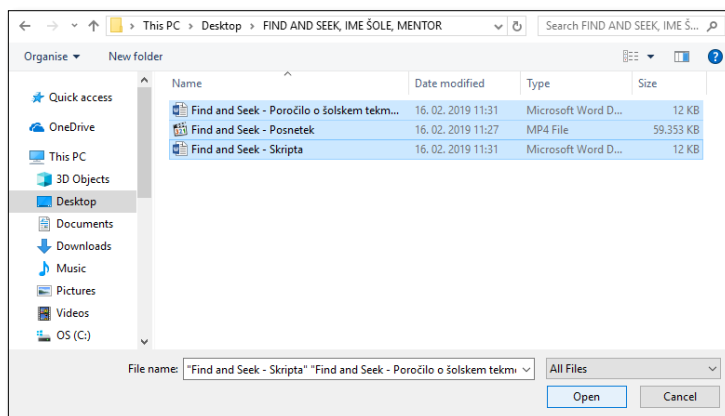 This PC > Desktop > FIND AND SEEK, IME ŠOLE, MENTOR
Search FIND AND SEEK, IME Š...
Organise New folder
Name Date modified Type Size
Find and Seek - Poročilo o šolskem tekm... 16. 02. 2019 11:31 Microsoft Word D... 12 KB
Find and Seek - Posnetek 16. 02. 2019 11:27 MP4 File 59.353 KB
Find and Seek - Skripta 16. 02. 2019 11:31 Microsoft Word D... 12 KB
Quick access
OneDrive
This PC
3D Objects
Desktop
Documents
Downloads
Music
Pictures
Videos
OS (C:)
File name: "Find and Seek - Skripta" "Find and Seek - Poročilo o šolskem tekm
All Files
Open Cancel